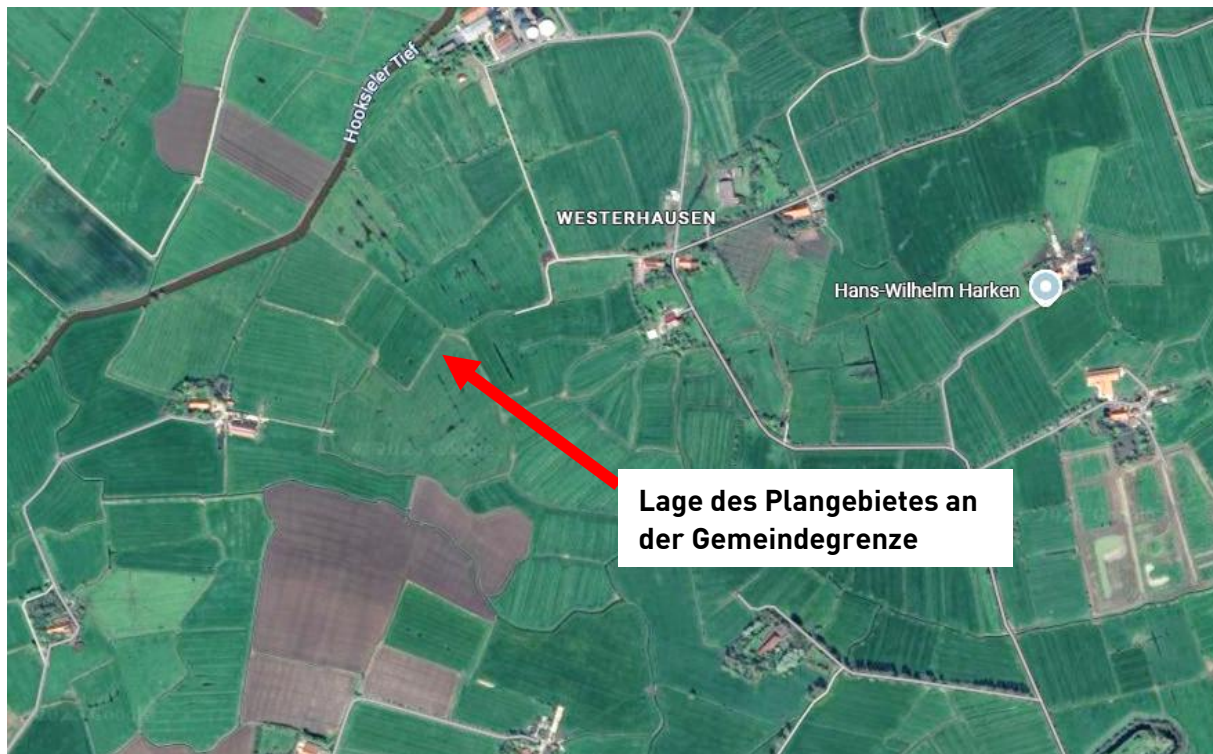 Hooksieler Tief
WESTERHAUSEN
Hans-Wilhelm Harken
Lage des Plangebietes an
der Gemeindegrenze